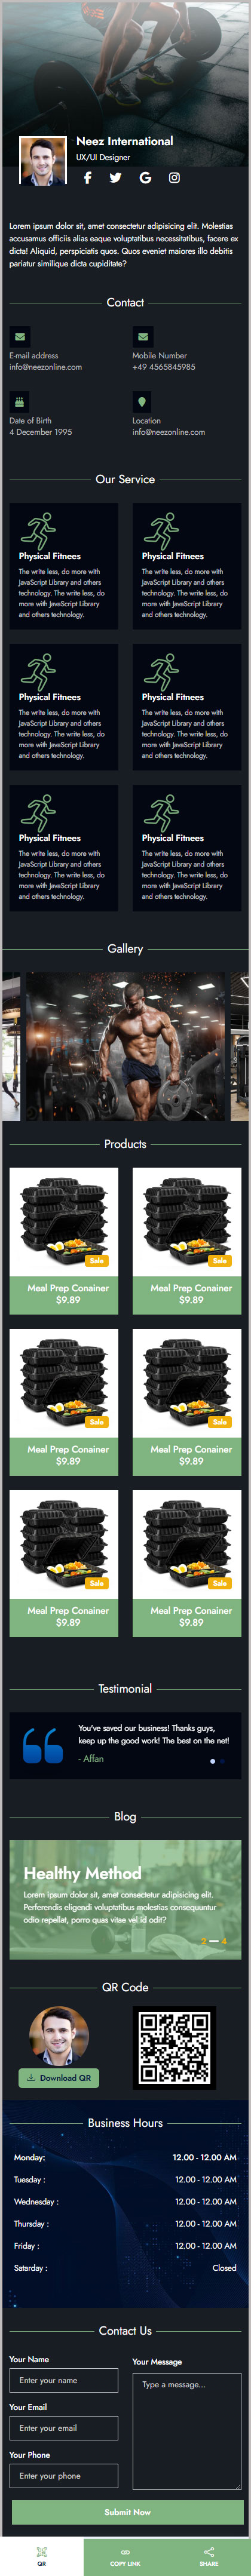 Neez International
UX/UI Designer
Lorem ipsum dolor sit, amet consectetur adipisicing elit. Molestias
accusamus officiis alias eaque voluptatibus necessitatibus, facere ex
dicta! Aliquid, perspiciatis quos. Quos eveniet maiores illo debitis
pariatur similique dicta cupiditate?
Contact
E-mail address
info@neezonline.com
Mobile Number
+49 4565845985
Date of Birth
4 December 1995
Location
info@neezonline.com
Our Service
Physical Fitnees
The write less, do more with
JavaScript Library and others
technology. The write less, do
more with JavaScript Library
and others technology.
Physical Fitnees
The write less, do more with
JavaScript Library and others
technology. The write less, do
more with JavaScript Library
and others technology.
Physical Fitnees
The write less, do more with
JavaScript Library and others
technology. The write less, do
more with JavaScript Library
and others technology.
Physical Fitnees
The write less, do more with
JavaScript Library and others
technology. The write less, do
more with JavaScript Library
and others technology.
Physical Fitnees
The write less, do more with
JavaScript Library and others
technology. The write less, do
more with JavaScript Library
and others technology.
Physical Fitnees
The write less, do more with
JavaScript Library and others
technology. The write less, do
more with JavaScript Library
and others technology.
Gallery
Products
Sale
Meal Prep Conainer
$9.89
Sale
Meal Prep Conainer
$9.89
Sale
Meal Prep Conainer
$9.89
Sale
Meal Prep Conainer
$9.89
Sale
Meal Prep Conainer
$9.89
Sale
Meal Prep Conainer
$9.89
Testimonial
You've saved our business! Thanks guys,
keep up the good work! The best on the net!
- Affan
Blog
Healthy Method
Lorem ipsum dolor sit, amet consectetur adipisicing elit.
Perferendis eligendi voluptatibus molestias consequuntur
odio repellat, porro quas vitae vel id odit?
2 4
QR Code
Download QR
Business Hours
Monday: 12.00 - 12.00 AM
Tuesday : 12.00 - 12.00 AM
Wednesday : 12.00 - 12.00 AM
Thursday : 12.00 - 12.00 AM
Friday : 12.00 - 12.00 AM
Satarday : Closed
Contact Us
Your Name
Enter your name
Your Email
Enter your email
Your Phone
Enter your phone
Your Message
Type a message...
Submit Now
QR
COPY LINK
SHARE